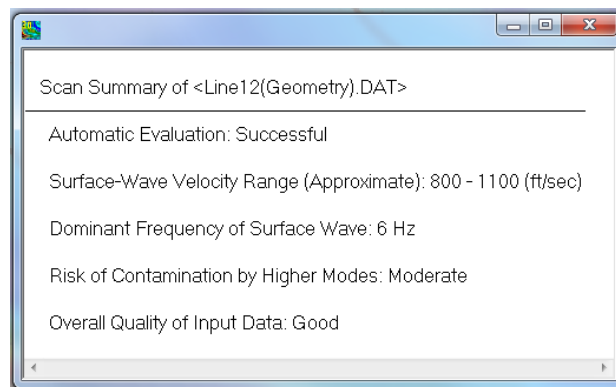 Scan Summary of <Line12(Geometry).DAT>
Automatic Evaluation: Successful
Surface-Wave Velocity Range (Approximate): 800 - 1100 (ft/sec)
Dominant Frequency of Surface Wave: 6 Hz
Risk of Contamination by Higher Modes: Moderate
Overall Quality of Input Data: Good